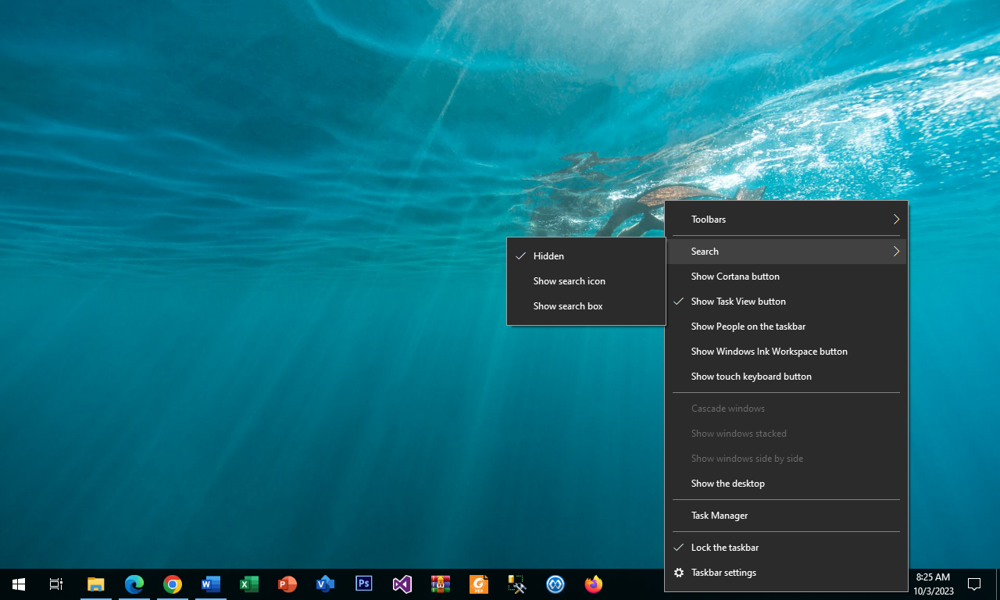 Toolbars
Search
Show Cortana button
Show Task View button
Show People on the taskbar
Show Windows Ink Workspace button
Show touch keyboard button
Cascade windows
Show windows stacked
Show windows side by side
Show the desktop
Task Manager
Lock the taskbar
Taskbar settings
Hidden
Show search icon
Show search box
Ps
PDF
8:25 AM
10/3/2023